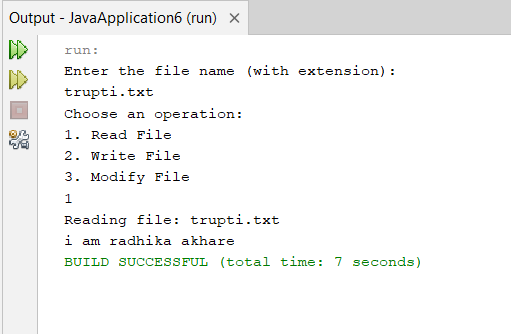 Output - JavaApplication6 (run)
run:
Enter the file name (with extension):
trupti.txt
Choose an operation:
1. Read File
2. Write File
3. Modify File
1
Reading file: trupti.txt
i am radhika akhare
BUILD SUCCESSFUL (total time: 7 seconds)